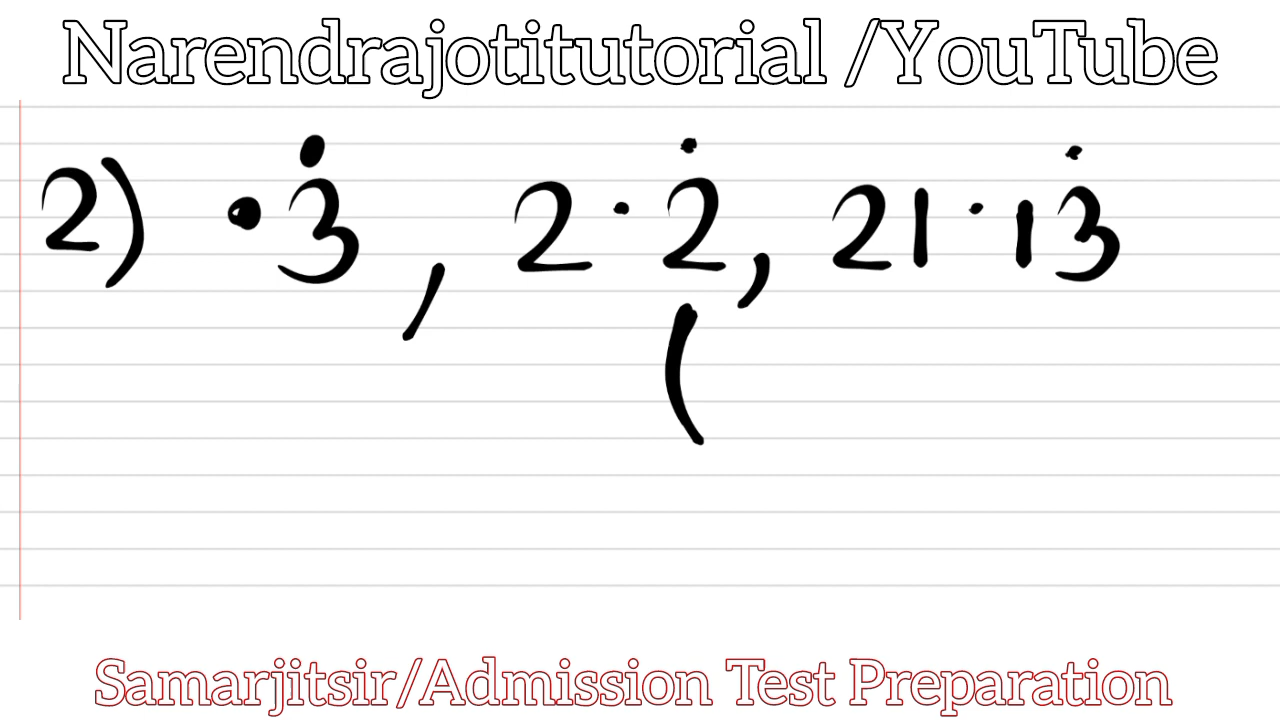 Narendrajotitutorial /YouTube
2) ·3̇ , 2·2̇, 21·13̇
(
Samarjitsir/Admission Test Preparation